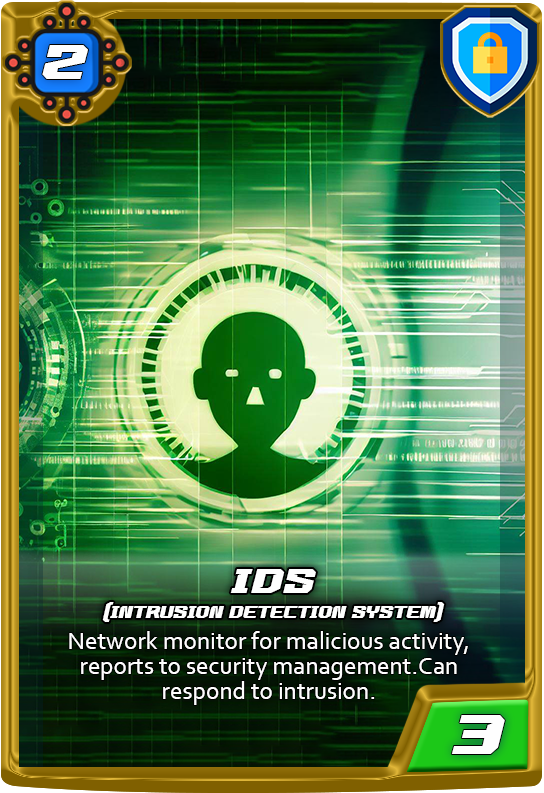 2
IDS
(INTRUSION DETECTION SYSTEM)
Network monitor for malicious activity,
reports to security management.Can
respond to intrusion.
3